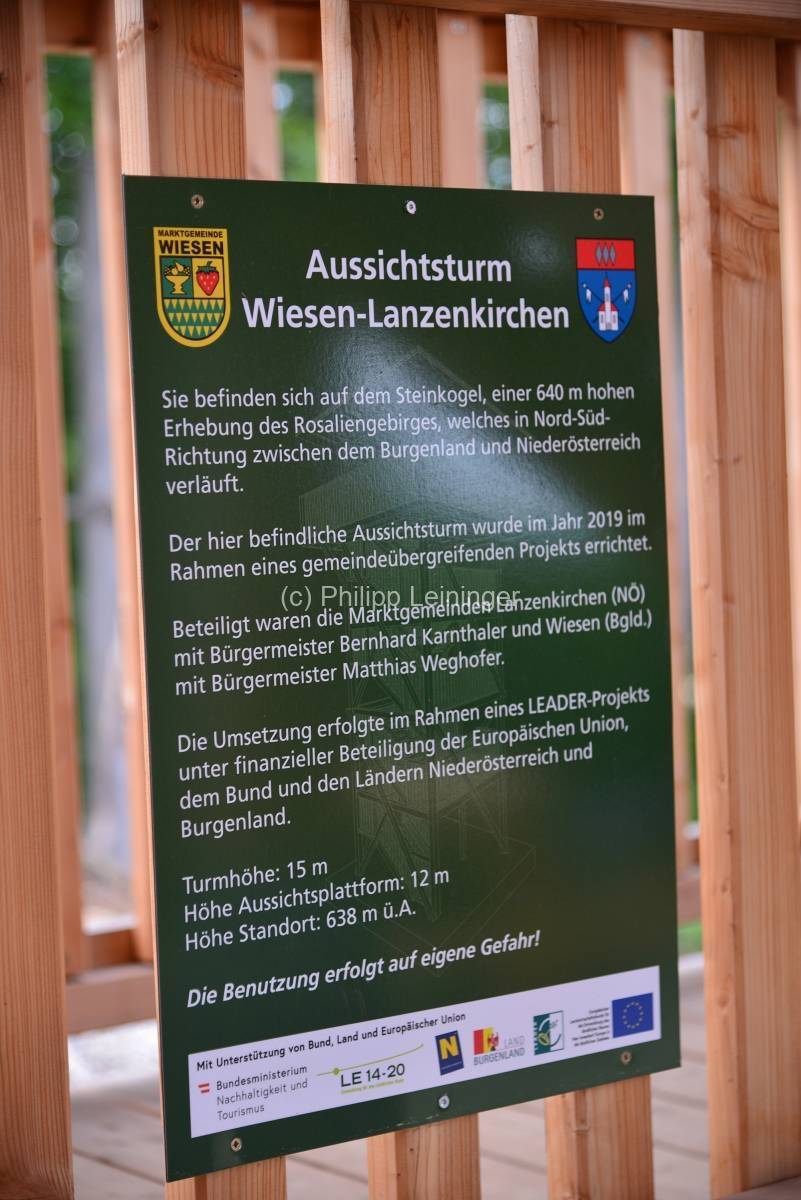 MARKTGEMEINDE
WIESEN
Aussichtsturm
Wiesen-Lanzenkirchen
Sie befinden sich auf dem Steinkogel, einer 640 m hohen
Erhebung des Rosaliengebirges, welches in Nord-Süd-
Richtung zwischen dem Burgenland und Niederösterreich
verläuft.
Der hier befindliche Aussichtsturm wurde im Jahr 2019 im
Rahmen eines gemeindeübergreifenden Projekts errichtet.
(c) Philipp Leininger
Beteiligt waren die Marktgemeinden Lanzenkirchen (NÖ)
mit Bürgermeister Bernhard Karnthaler und Wiesen (Bgld.)
mit Bürgermeister Matthias Weghofer.
Die Umsetzung erfolgte im Rahmen eines LEADER-Projekts
unter finanzieller Beteiligung der Europäischen Union,
dem Bund und den Ländern Niederösterreich und
Burgenland.
Turmhöhe: 15 m
Höhe Aussichtsplattform: 12 m
Höhe Standort: 638 m ü.A.
Die Benutzung erfolgt auf eigene Gefahr!
Mit Unterstützung von Bund, Land und Europäischer Union
Bundesministerium
Nachhaltigkeit und
Tourismus
LE 14-20
N
LAND
BURGENLAND